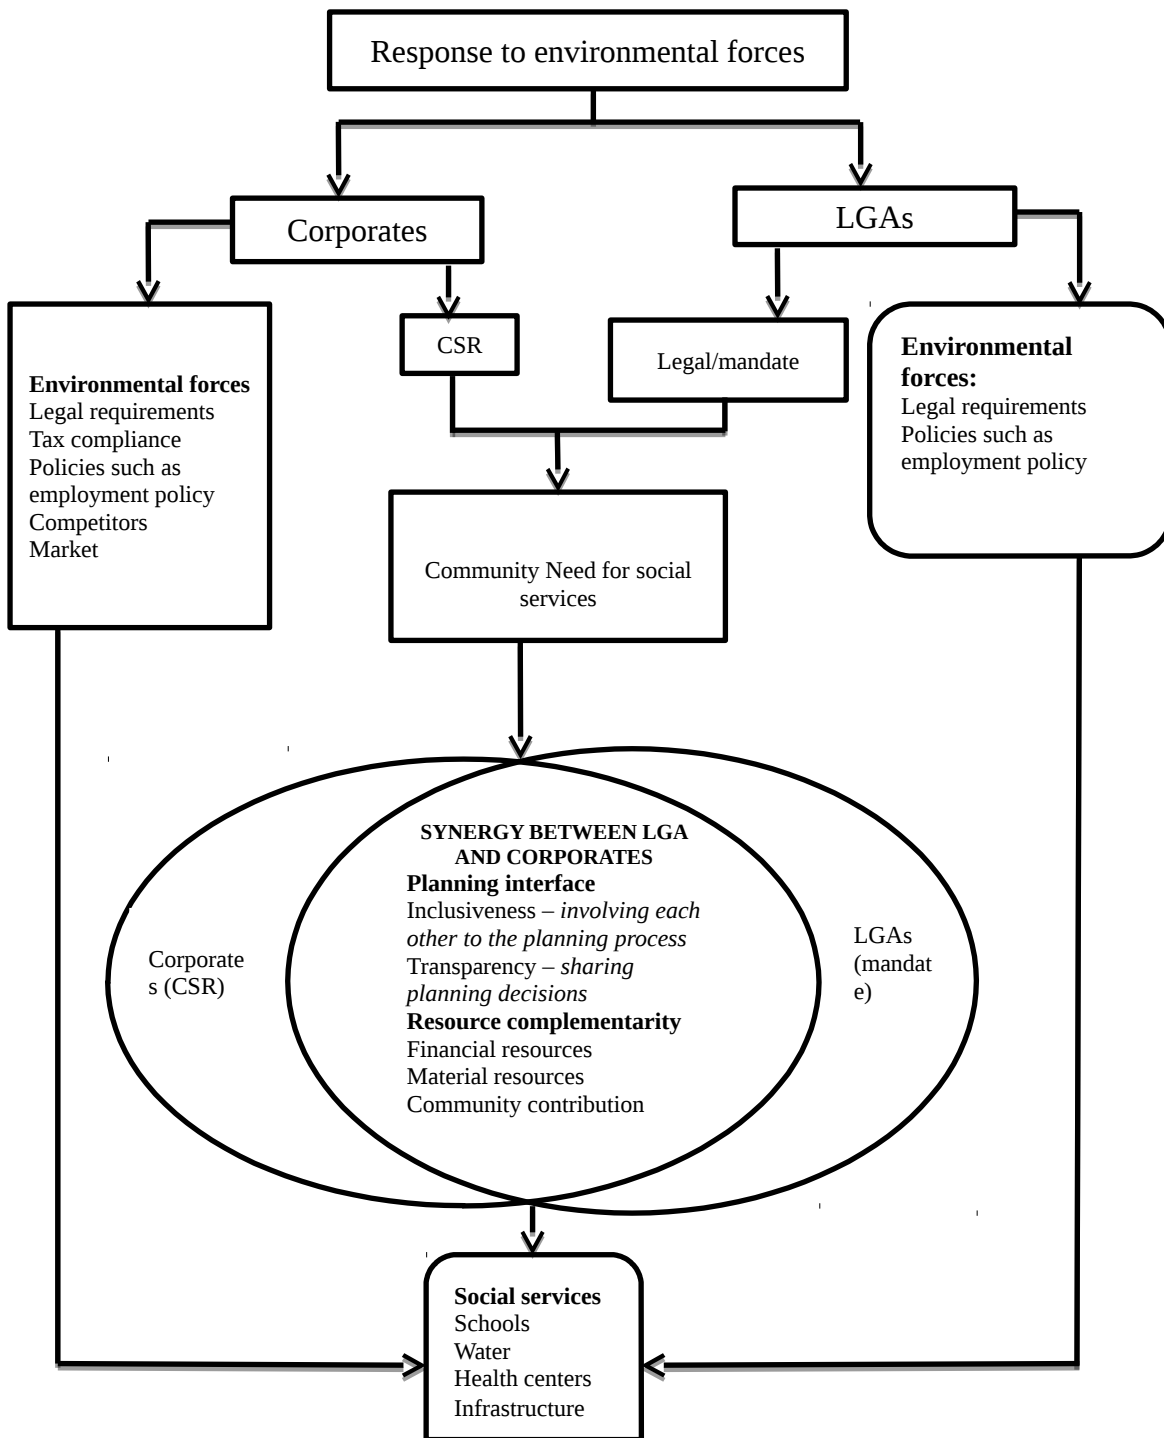 Response to environmental forces
Corporates
LGAs
CSR
Legal/mandate
Environmental forces
Legal requirements
Tax compliance
Policies such as
employment policy
Competitors
Market
Environmental
forces:
Legal requirements
Policies such as
employment policy
Community Need for social
services
SYNERGY BETWEEN LGA
AND CORPORATES
Planning interface
Inclusiveness – involving each
other to the planning process
Transparency – sharing
planning decisions
Resource complementarity
Financial resources
Material resources
Community contribution
Corporate
s (CSR)
LGAs
(mandat
e)
Social services
Schools
Water
Health centers
Infrastructure